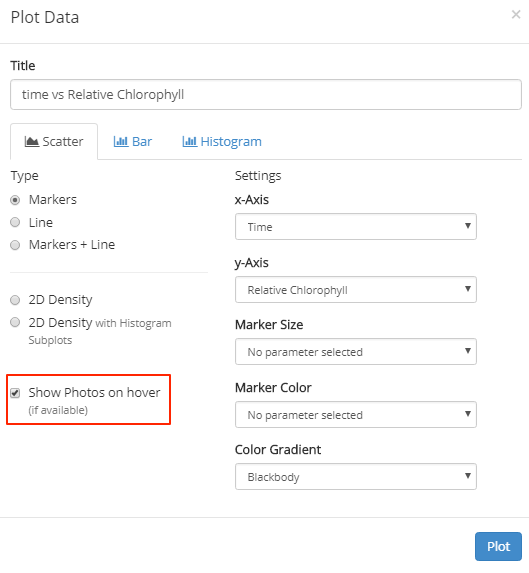 Plot Data
×
Title
time vs Relative Chlorophyll
Scatter
Bar
Histogram
Type
Markers
Line
Markers + Line
2D Density
2D Density with Histogram
Subplots
Show Photos on hover
(if available)
Settings
x-Axis
Time
y-Axis
Relative Chlorophyll
Marker Size
No parameter selected
Marker Color
No parameter selected
Color Gradient
Blackbody
Plot